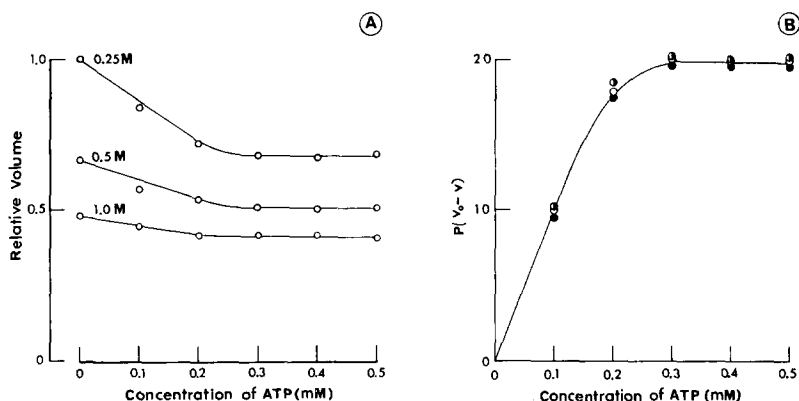 A
1.0
0.25M
0.5 M
0.5
1.0 M
0
Relative Volume
0 0.1 0.2 0.3 0.4 0.5
Concentration of ATP(mM)
B
20
10
0
P(V₀-V)
0 0.1 0.2 0.3 0.4 0.5
Concentration of ATP (mM)